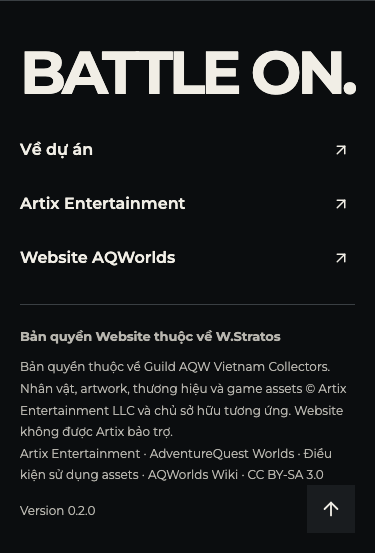 BATTLE ON.
Về dự án
Artix Entertainment
Website AQWorlds
Bản quyền Website thuộc về W.Stratos
Bản quyền thuộc về Guild AQW Vietnam Collectors.
Nhân vật, artwork, thương hiệu và game assets © Artix
Entertainment LLC và chủ sở hữu tương ứng. Website
không được Artix bảo trợ.
Artix Entertainment · AdventureQuest Worlds · Điều
kiện sử dụng assets · AQWorlds Wiki · CC BY-SA 3.0
Version 0.2.0